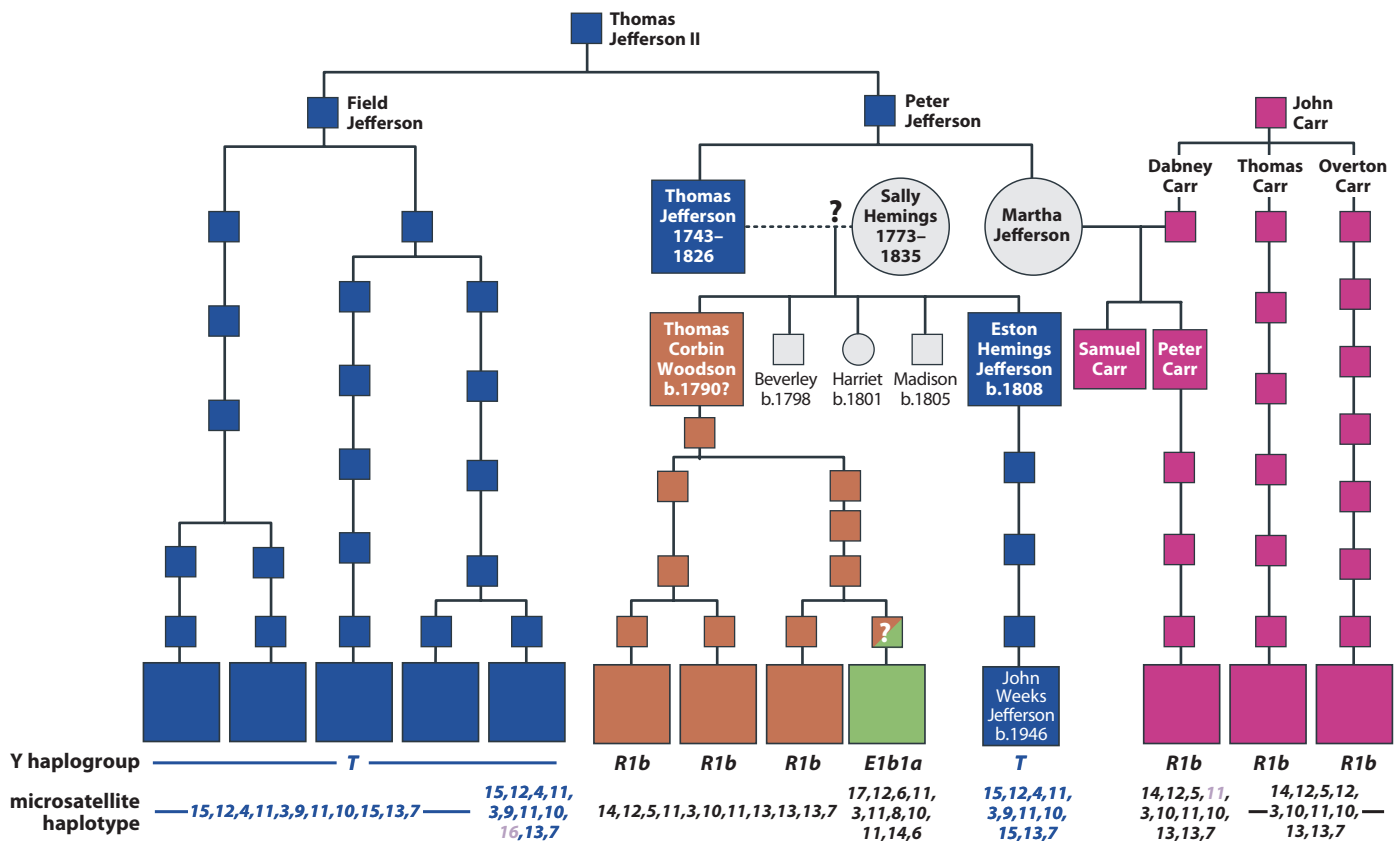 Thomas
Jefferson II
Field
Jefferson
Peter
Jefferson
John
Carr
Dabney
Carr
Thomas
Carr
Overton
Carr
Thomas
Jefferson
1743–
1826
?
Sally
Hemings
1773–
1835
Martha
Jefferson
Thomas
Corbin
Woodson
b.1790?
Beverley
b.1798
Harriet
b.1801
Madison
b.1805
Eston
Hemings
Jefferson
b.1808
Samuel
Carr
Peter
Carr
?
John
Weeks
Jefferson
b.1946
Y haplogroup
T
R1b
R1b
R1b
E1b1a
T
R1b
R1b
R1b
microsatellite
haplotype
15,12,4,11,3,9,11,10,15,13,7
15,12,4,11,
3,9,11,10,
16,13,7
14,12,5,11,3,10,11,13,13,13,7
17,12,6,11,
3,11,8,10,
11,14,6
15,12,4,11,
3,9,11,10,
15,13,7
14,12,5,11,
3,10,11,10,
13,13,7
14,12,5,12,
3,10,11,10,
13,13,7